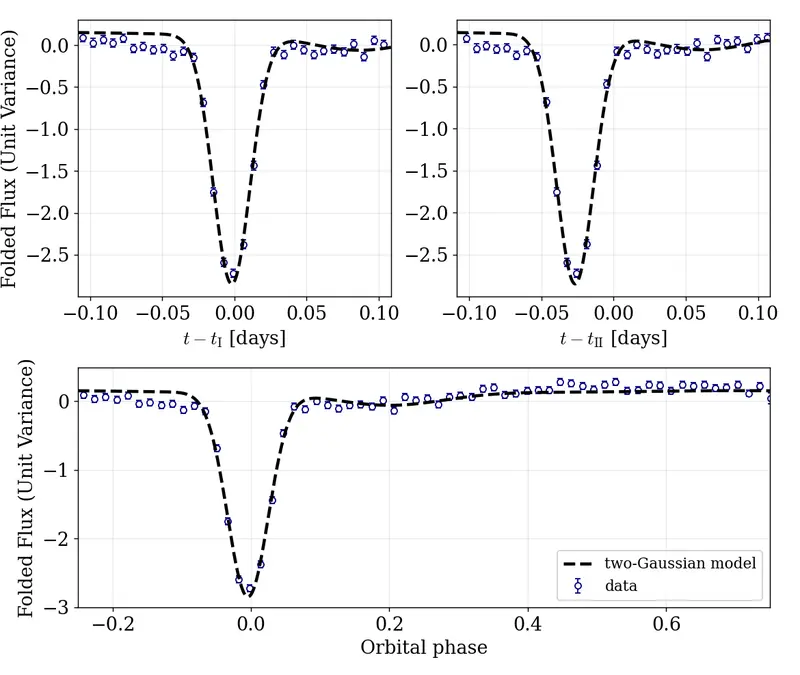 Folded Flux (Unit Variance)
0.0
−0.5
−1.0
−1.5
−2.0
−2.5
−0.10 −0.05 0.00 0.05 0.10
t − tI [days]
0.0
−0.5
−1.0
−1.5
−2.0
−2.5
−0.10 −0.05 0.00 0.05 0.10
t − tII [days]
Folded Flux (Unit Variance)
0
−1
−2
−3
−0.2 0.0 0.2 0.4 0.6
Orbital phase
two-Gaussian model
data